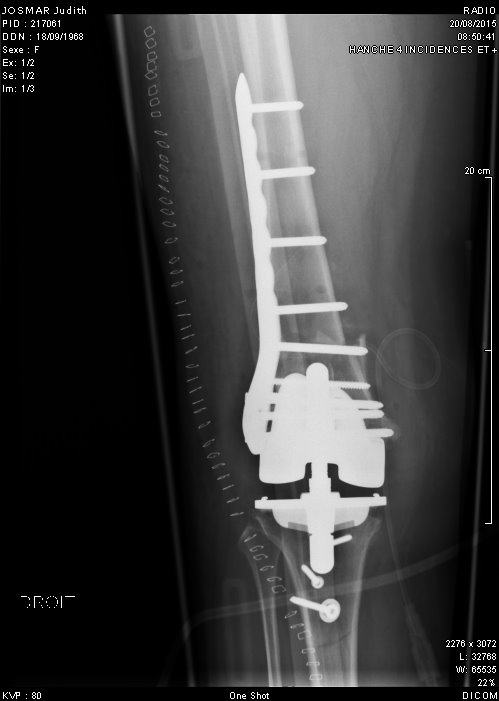 JOSMAR Judith
PID : 217061
DDN : 18/09/1968
Sexe : F
Ex: 1/2
Se: 1/2
Im: 1/3
RADIO
20/08/2015
08:50:41
HANCHE 4 INCIDENCES ET+
20 cm
DROIT
2276 x 3072
L: 32768
W: 65535
22%
KVP : 80
One Shot
DICOM